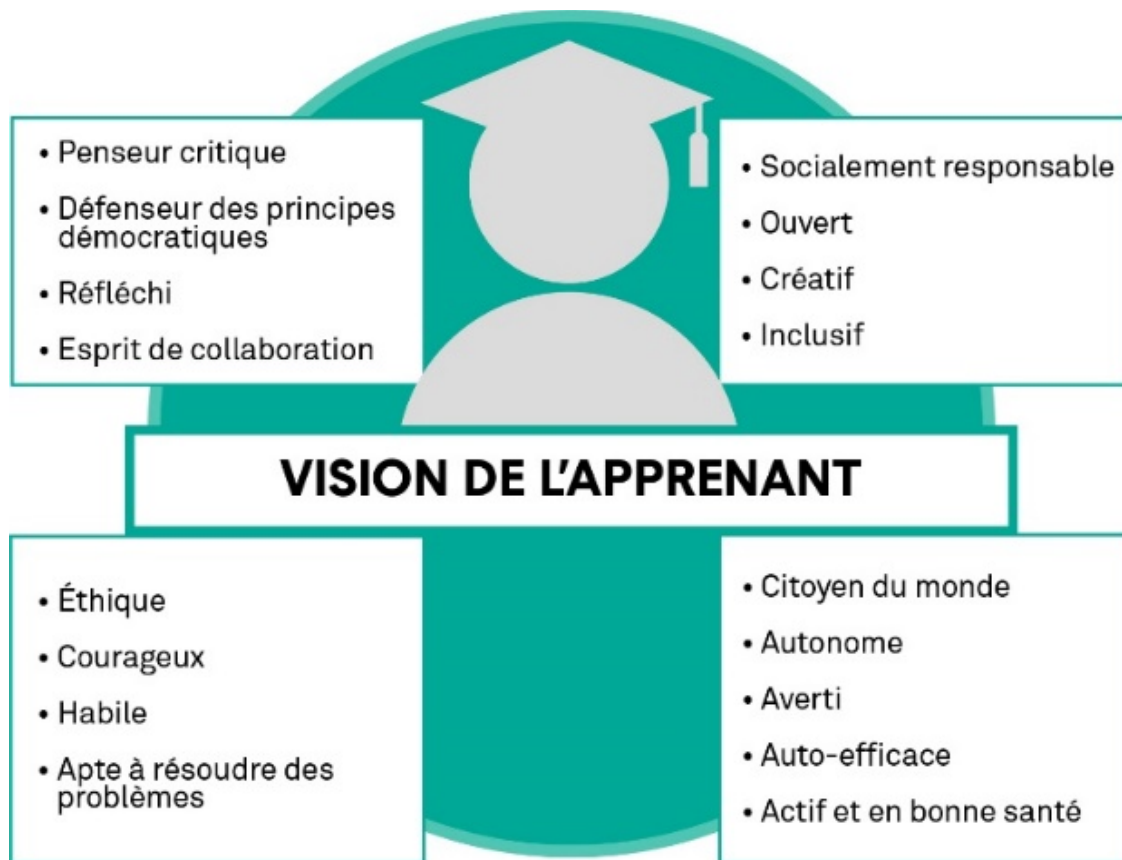 • Penseur critique
• Défenseur des principes
démocratiques
• Réfléchi
• Esprit de collaboration
• Socialement responsable
• Ouvert
• Créatif
• Inclusif
VISION DE L'APPRENANT
• Éthique
• Courageux
• Habile
• Apte à résoudre des
problèmes
• Citoyen du monde
• Autonome
• Averti
• Auto-efficace
• Actif et en bonne santé